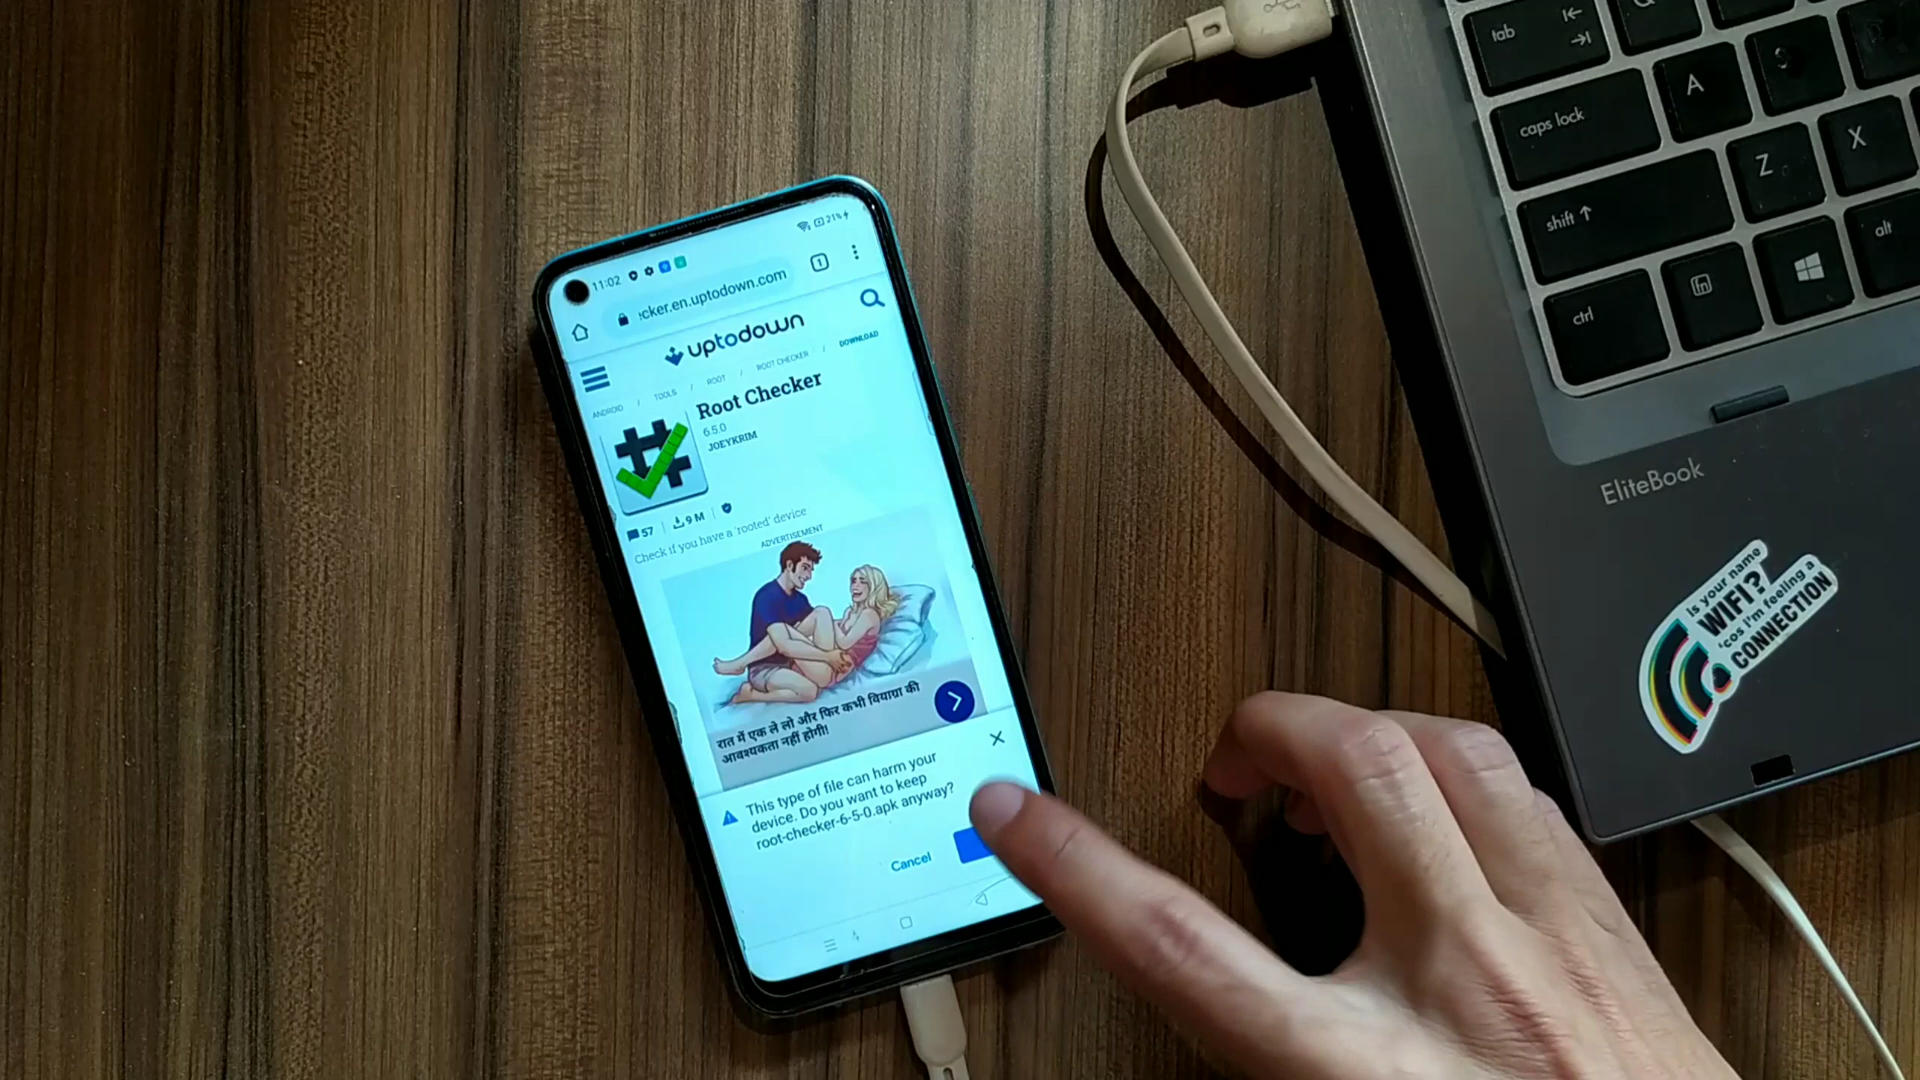 11:02
21%
:cker.en.uptodown.com
1
uptodown
ANDROID / TOOLS / ROOT / ROOT CHECKER / DOWNLOAD
Root Checker
6.5.0
JOEYKRIM
57
9 M
Check if you have a 'rooted' device
ADVERTISEMENT
रात में एक ले लो और फिर कभी वियाग्रा की
आवश्यकता नहीं होगी!
This type of file can harm your
device. Do you want to keep
root-checker-6-5-0.apk anyway?
Cancel
tab
A
caps lock
Z
X
shift
alt
fn
ctrl
EliteBook
Is your name
WIFI?
'cos I'm feeling a
CONNECTION